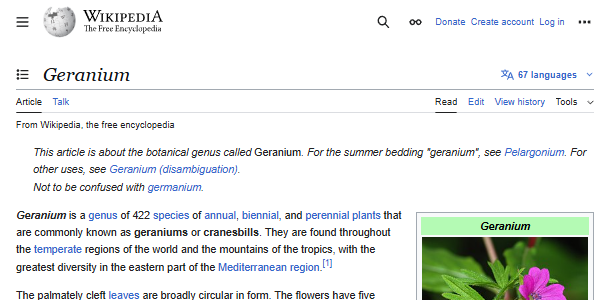 WIKIPEDIA
The Free Encyclopedia
Donate Create account Log in
Geranium
67 languages
Article Talk Read Edit View history Tools
From Wikipedia, the free encyclopedia
This article is about the botanical genus called Geranium. For the summer bedding "geranium", see Pelargonium. For
other uses, see Geranium (disambiguation).
Not to be confused with germanium.
Geranium is a genus of 422 species of annual, biennial, and perennial plants that
are commonly known as geraniums or cranesbills. They are found throughout
the temperate regions of the world and the mountains of the tropics, with the
greatest diversity in the eastern part of the Mediterranean region.[1]
Geranium
The palmately cleft leaves are broadly circular in form. The flowers have five